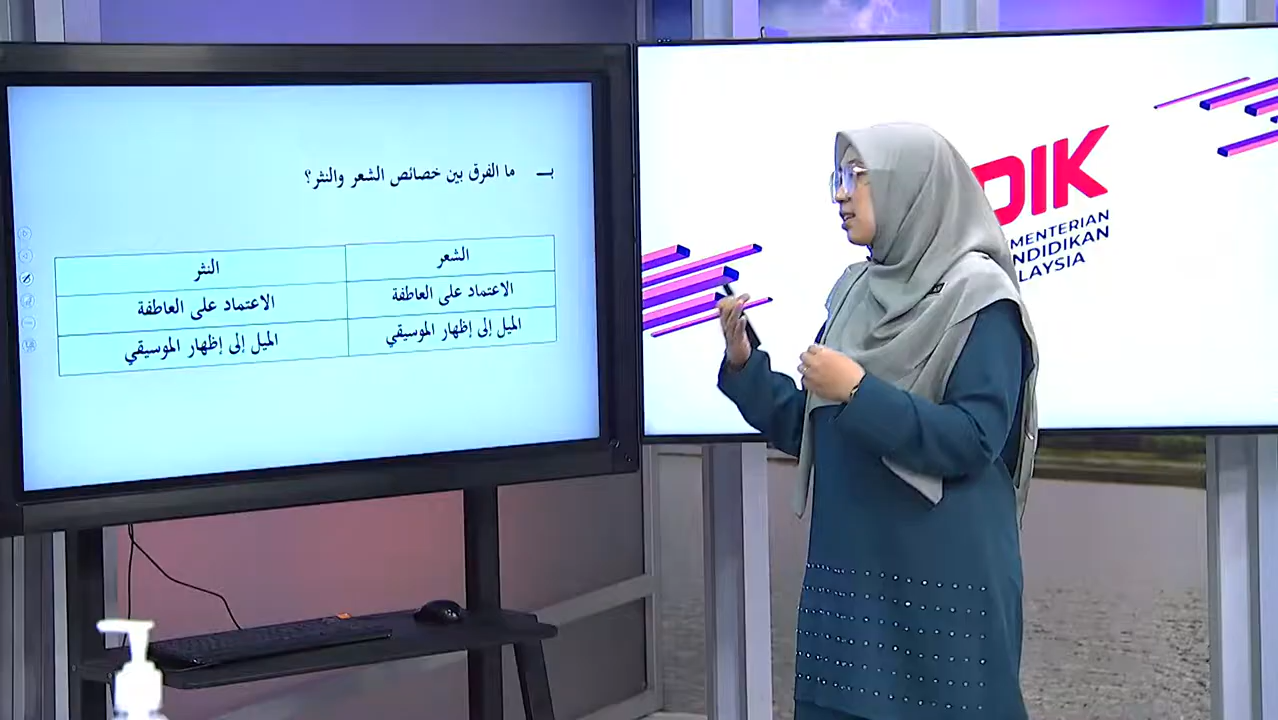 بـ ما الفرق بين خصائص الشعر والنثر؟
الشعر النثر
الاعتماد على العاطفة الاعتماد على العاطفة
الميل إلى إظهار الموسيقي الميل إلى إظهار الموسيقي
DIK
MENTERIAN
NDIDIKAN
LAYSIA